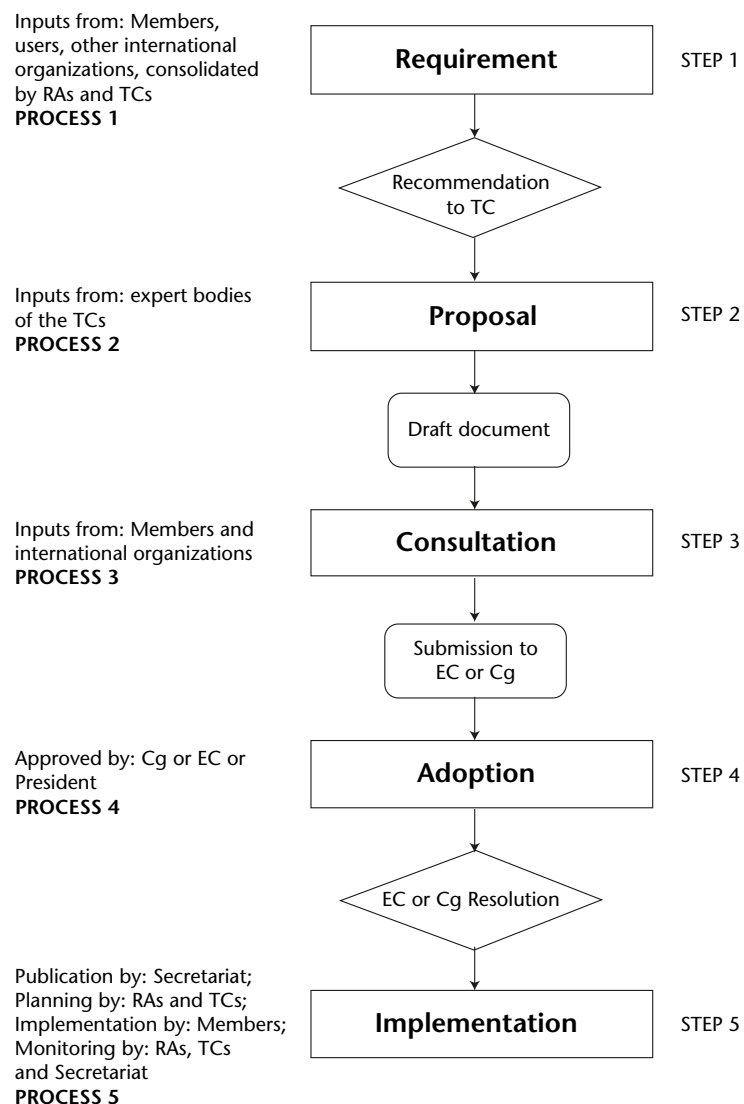 Inputs from: Members,
users, other international
organizations, consolidated
by RAs and TCs
PROCESS 1
Requirement
STEP 1
Recommendation
to TC
Inputs from: expert bodies
of the TCs
PROCESS 2
Proposal
STEP 2
Draft document
Inputs from: Members and
international organizations
PROCESS 3
Consultation
STEP 3
Submission to
EC or Cg
Approved by: Cg or EC or
President
PROCESS 4
Adoption
STEP 4
EC or Cg Resolution
Publication by: Secretariat;
Planning by: RAs and TCs;
Implementation by: Members;
Monitoring by: RAs, TCs
and Secretariat
PROCESS 5
Implementation
STEP 5